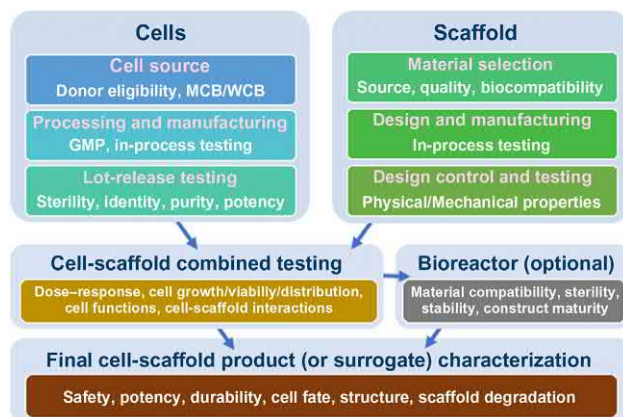 Cells
Cell source
Donor eligibility, MCB/WCB
Processing and manufacturing
GMP, in-process testing
Lot-release testing
Sterility, identity, purity, potency
Scaffold
Material selection
Source, quality, biocompatibility
Design and manufacturing
In-process testing
Design control and testing
Physical/Mechanical properties
Cell-scaffold combined testing
Dose–response, cell growth/viabilly/distribution,
cell functions, cell-scaffold interactions
Bioreactor (optional)
Material compatibility, sterility,
stability, construct maturity
Final cell-scaffold product (or surrogate) characterization
Safety, potency, durability, cell fate, structure, scaffold degradation